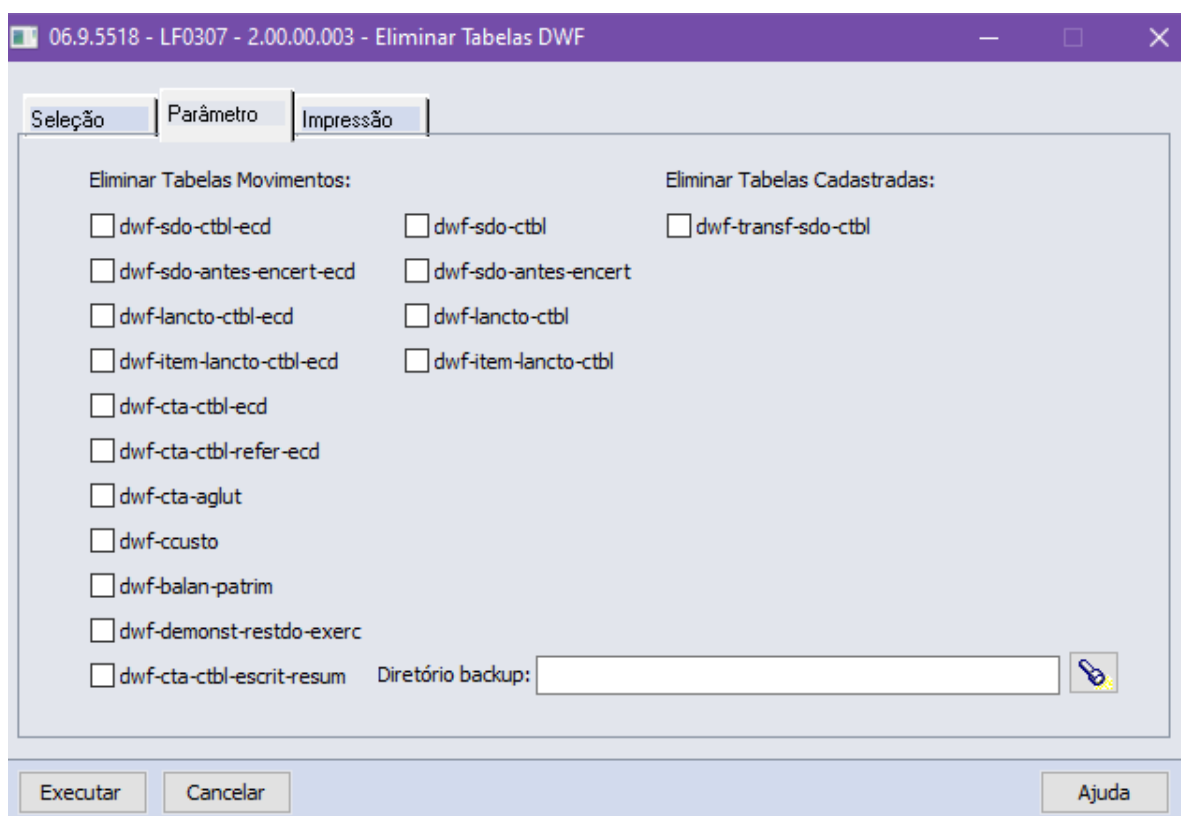 06.9.5518 - LF0307 - 2.00.00.003 - Eliminar Tabelas DWF
Seleção Parâmetro Impressão
Eliminar Tabelas Movimentos: Eliminar Tabelas Cadastradas:
dwf-sdo-ctbl-ecd dwf-sdo-ctbl dwf-transf-sdo-ctbl
dwf-sdo-antes-encert-ecd dwf-sdo-antes-encert
dwf-lancto-ctbl-ecd dwf-lancto-ctbl
dwf-item-lancto-ctbl-ecd dwf-item-lancto-ctbl
dwf-cta-ctbl-ecd
dwf-cta-ctbl-refer-ecd
dwf-cta-aglut
dwf-ccusto
dwf-balan-patrim
dwf-demonst-restdo-exerc
dwf-cta-ctbl-escrit-resum Diretório backup:
Executar Cancelar Ajuda